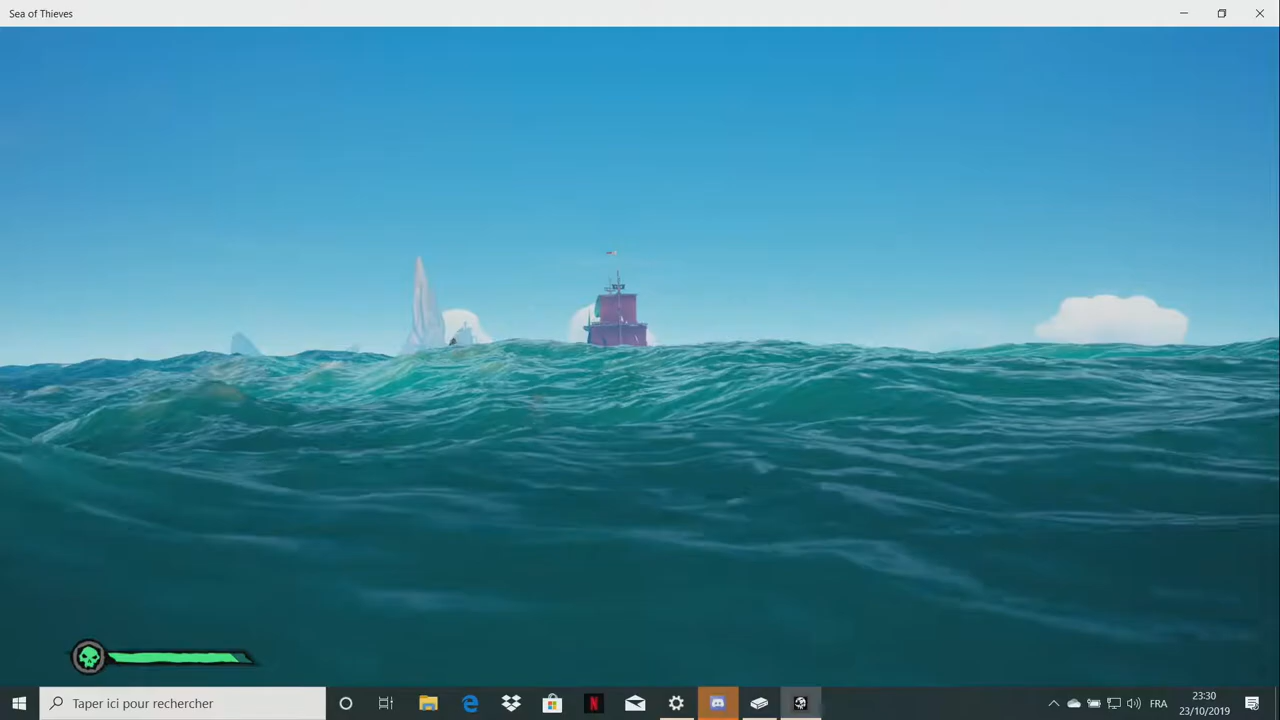 Sea of Thieves
Taper ici pour rechercher
N
FRA
23:30
23/10/2019